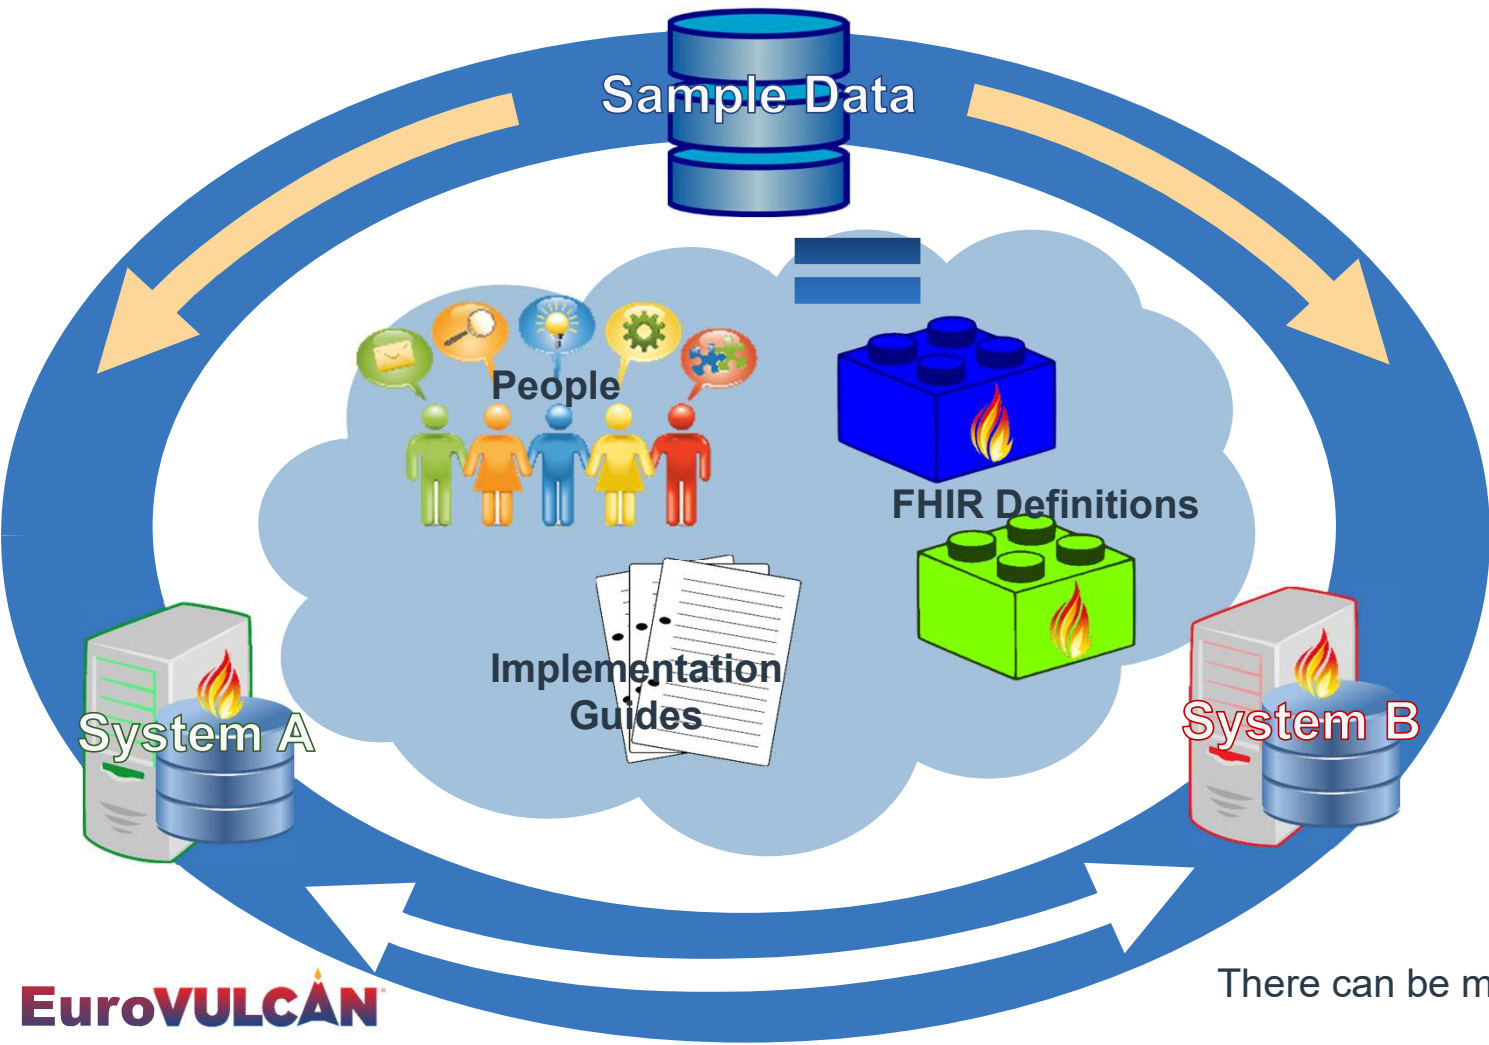 Sample Data
People
FHIR Definitions
Implementation
Guides
System A
System B
There can be m
EuroVULCAN